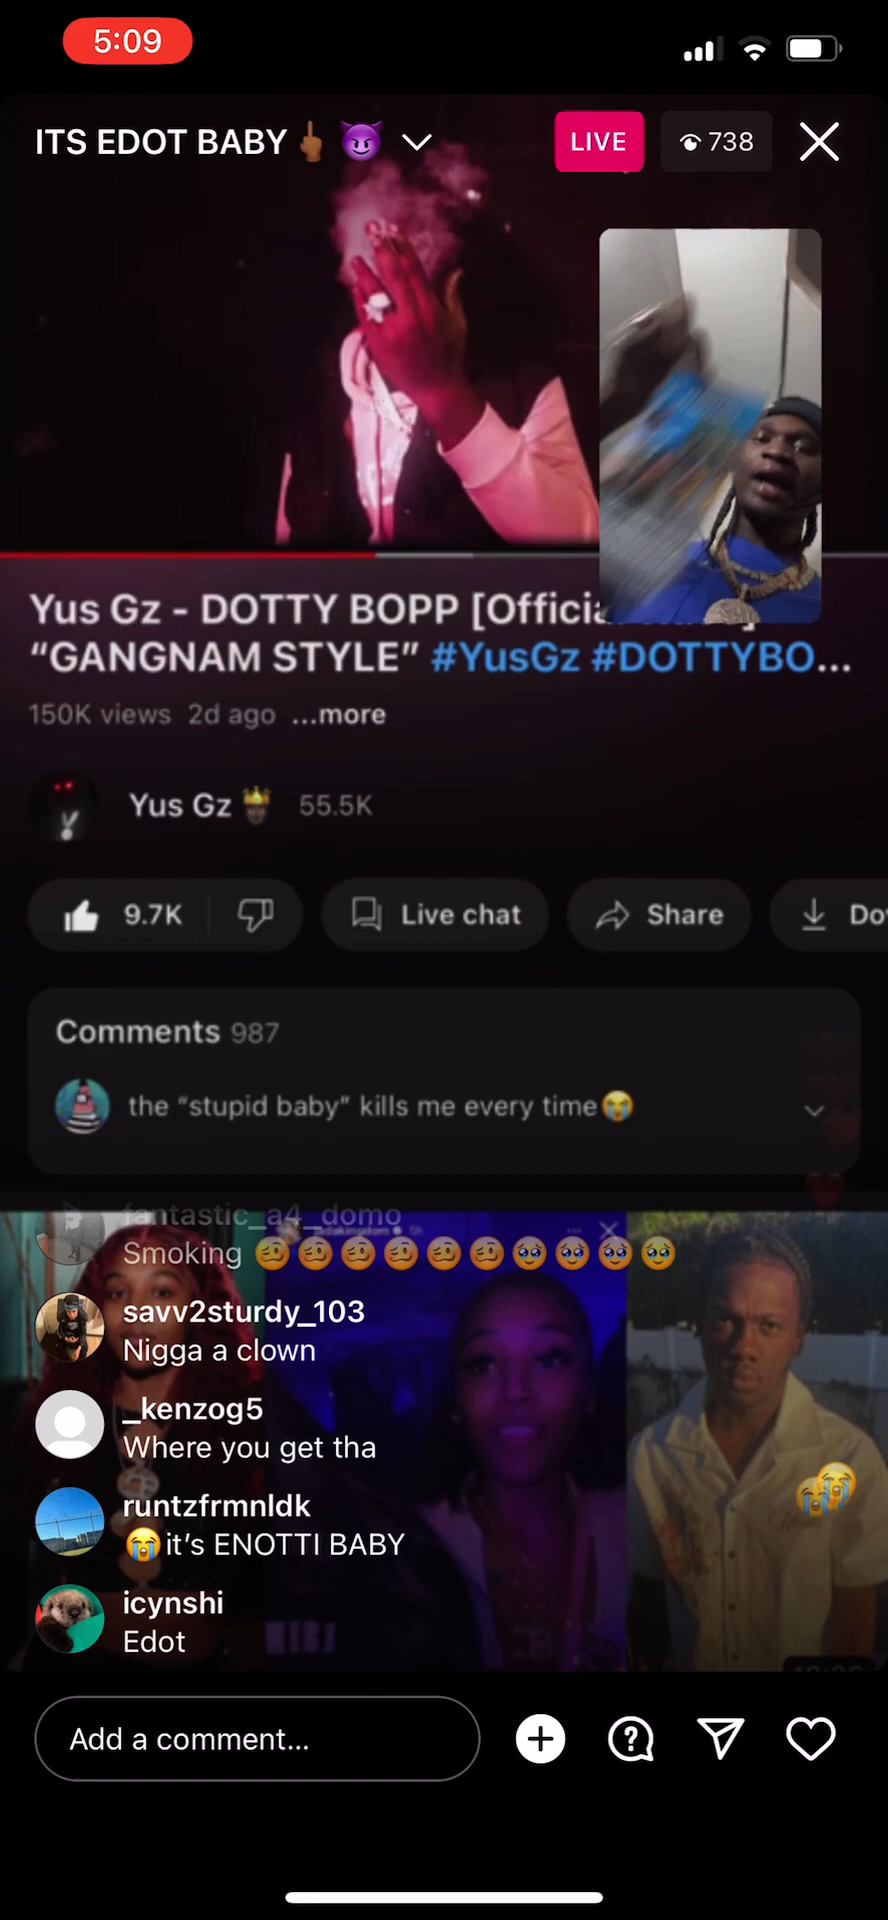 5:09
ITS EDOT BABY🖕🏾😈
LIVE
738
Yus Gz - DOTTY BOPP [Officia
“GANGNAM STYLE” #YusGz #DOTTYBO...
150K views 2d ago ...more
Yus Gz 55.5K
9.7K
Live chat
Share
Do
Comments 987
the “stupid baby” kills me every time😭
fantastic_a4_domo
Smoking 🥴🥴🥴🥴🥴🥴🥹🥹🥹🥹
savv2sturdy_103
Nigga a clown
_kenzog5
Where you get tha
runtzfrmnldk
😭it’s ENOTTI BABY
icynshi
Edot
Add a comment...